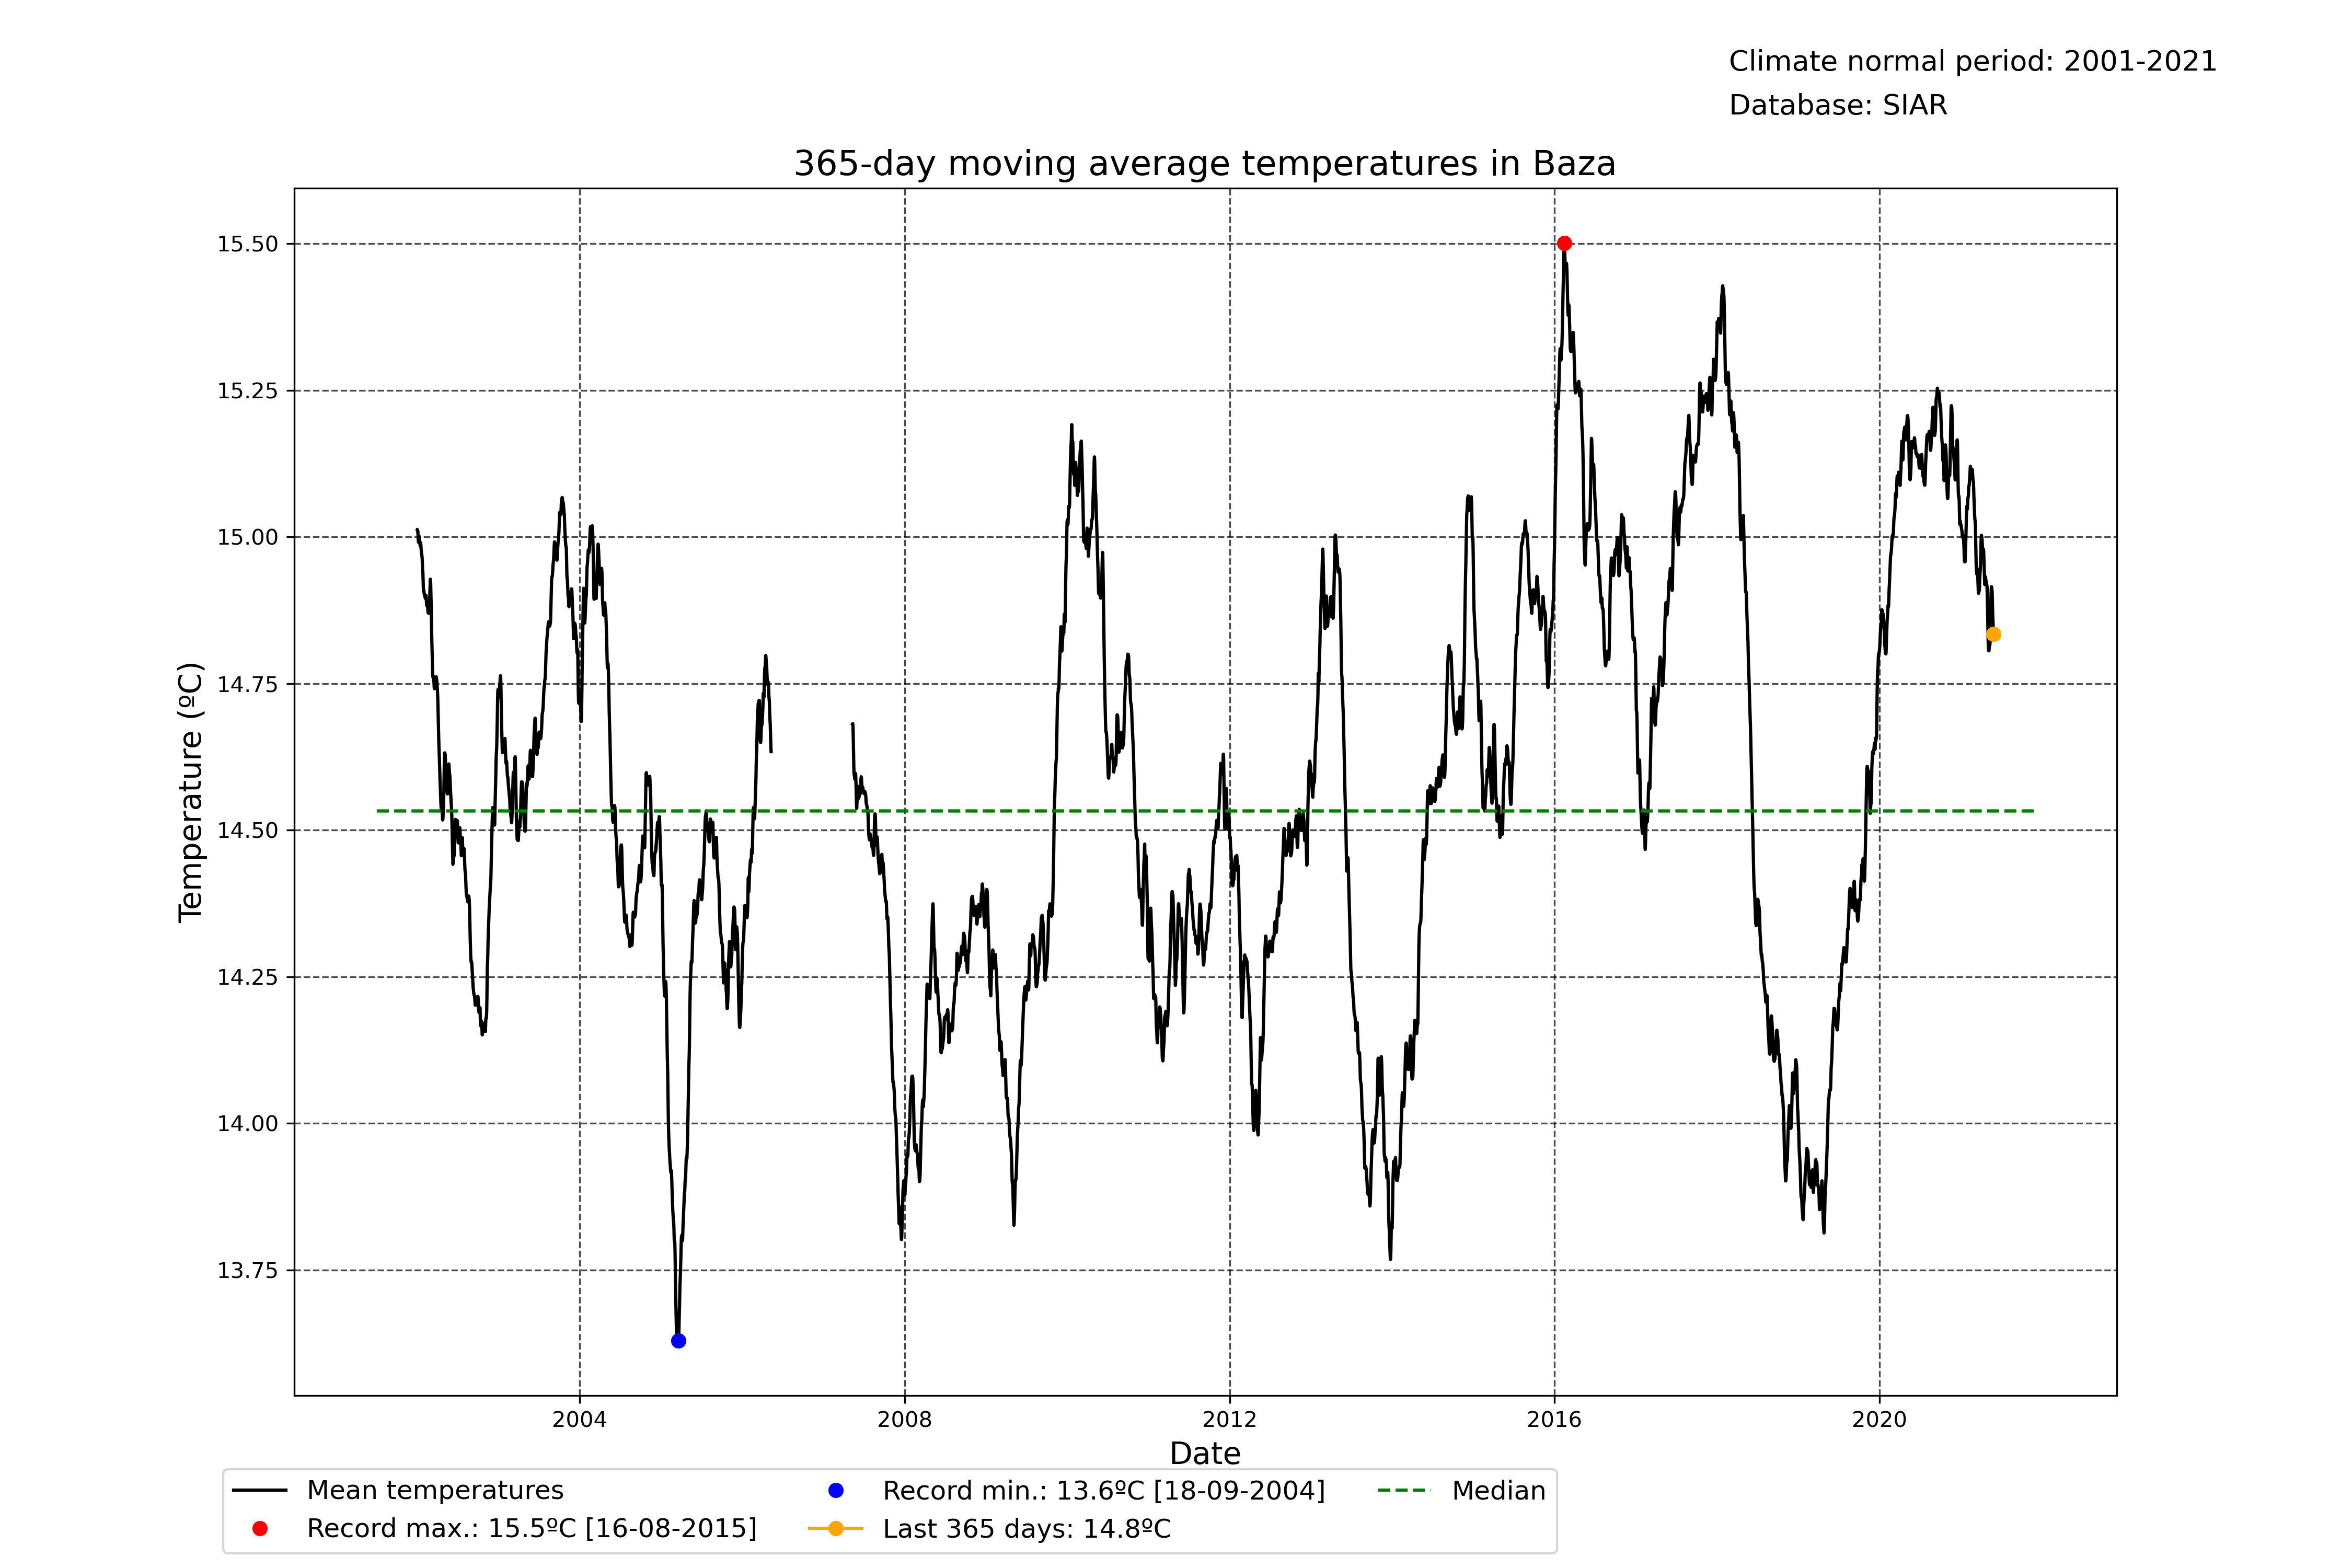 Climate normal period: 2001-2021
Database: SIAR
365-day moving average temperatures in Baza
Temperature (ºC)
15.50
15.25
15.00
14.75
14.50
14.25
14.00
13.75
2004 2008 2012 2016 2020
Date
Mean temperatures
Record max.: 15.5ºC [16-08-2015]
Record min.: 13.6ºC [18-09-2004]
Last 365 days: 14.8ºC
Median